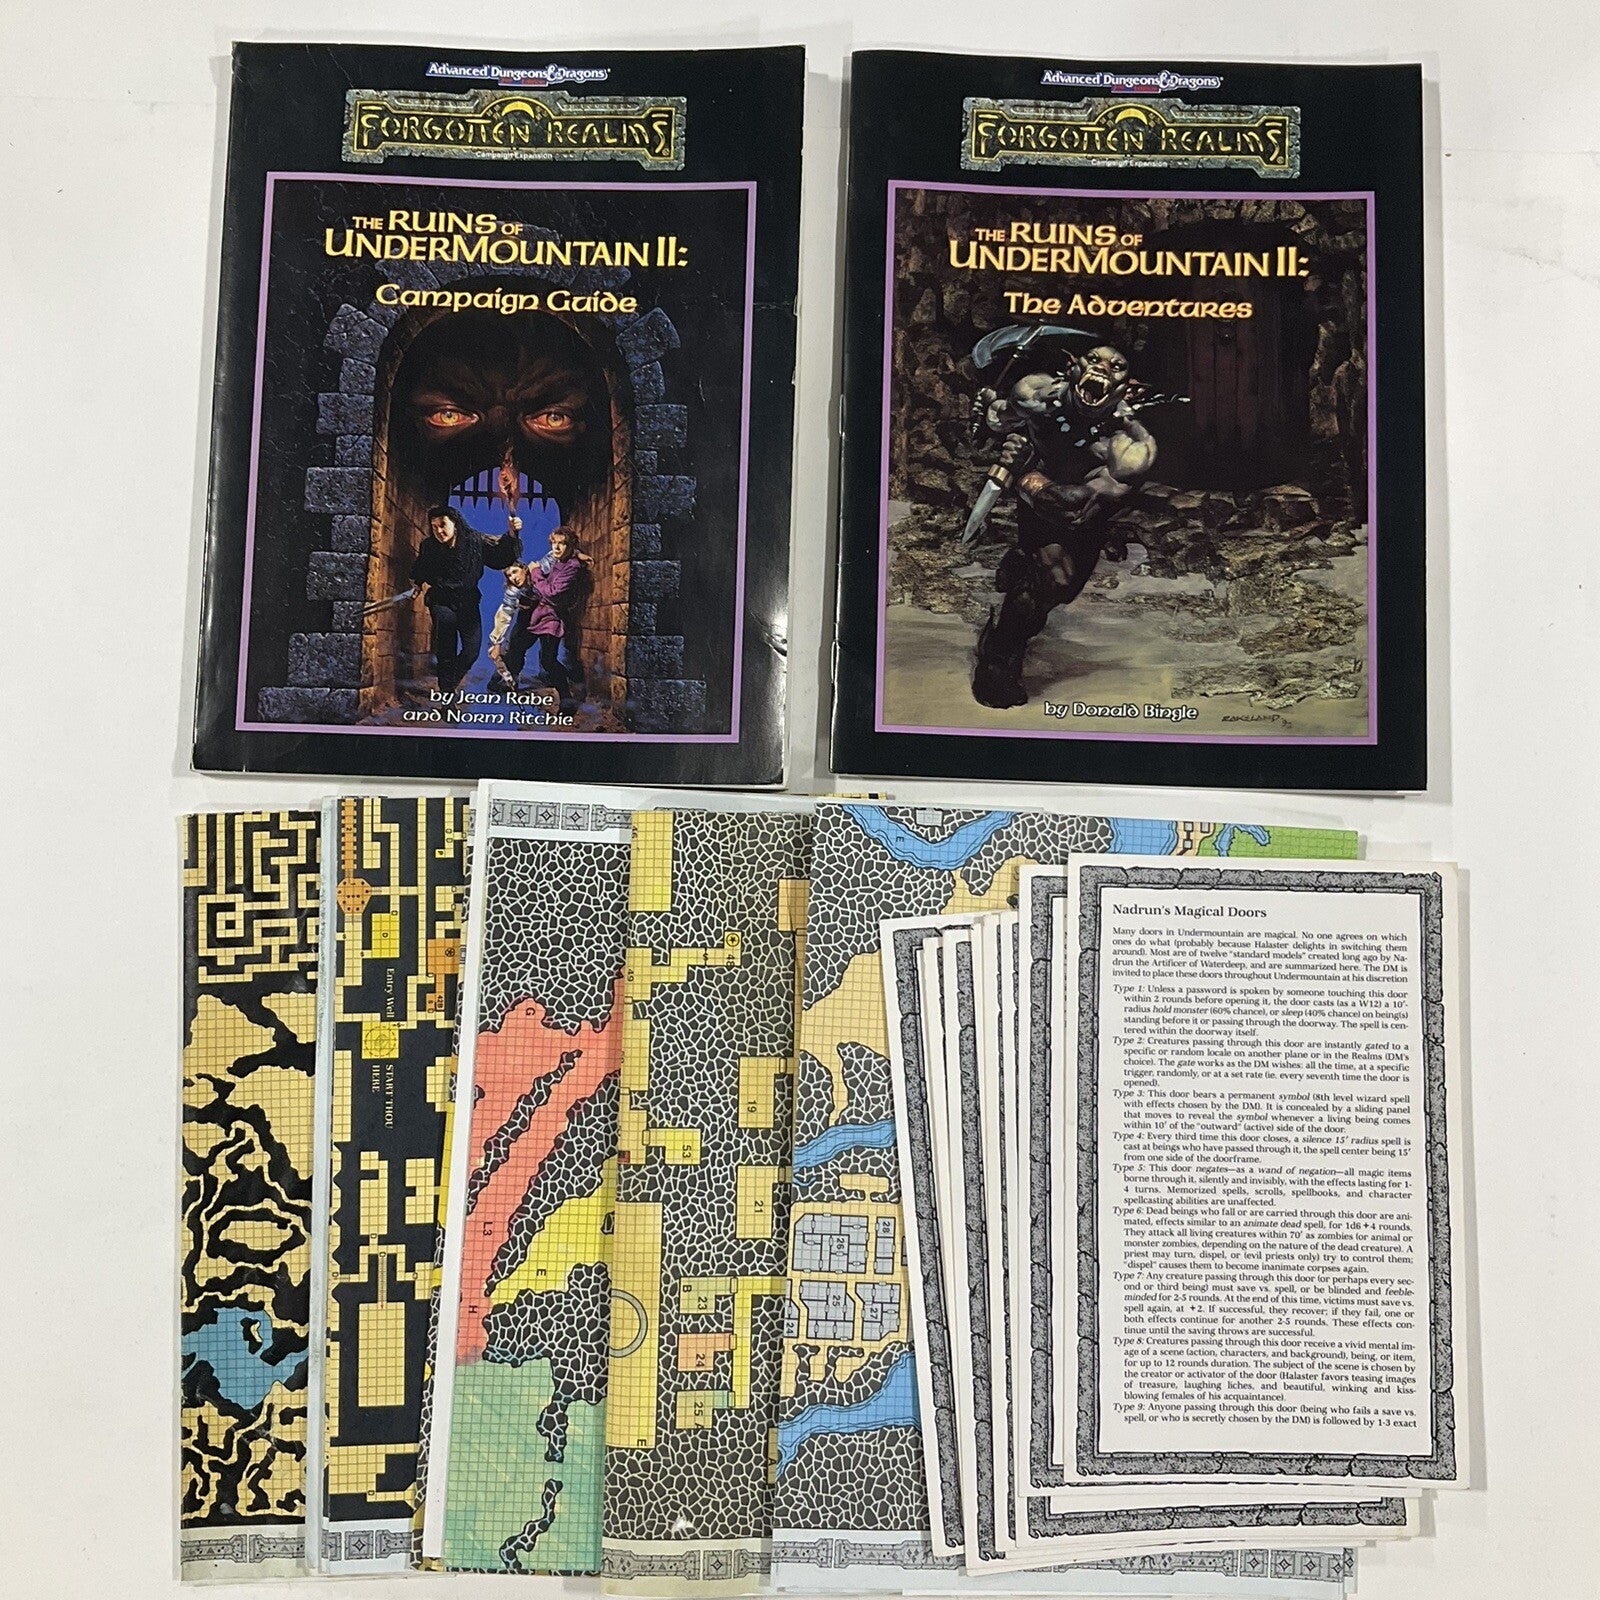 Advanced Dungeons & Dragons®
FORGOTTEN REALMS®
Campaign Expansion
THE RUINS OF
UNDERMOUNTAIN II:
Campaign Guide
by Jean Rabe
and Norm Ritchie
Advanced Dungeons & Dragons®
FORGOTTEN REALMS®
Campaign Expansion
THE RUINS OF
UNDERMOUNTAIN II:
The Adventures
by Donald Bingle
Entry Well
START THOU
HERE
42B
G
L3
E
H
49
48
S
19
53
21
B
23
24
25
E
E
28
26
25
27
24
Nadrun's Magical Doors
Many doors in Undermountain are magical. No one agrees on which
ones do what (probably because Halaster delights in switching them
around). Most are of twelve "standard models" created long ago by Na-
drun the Artificer of Waterdeep, and are summarized here. The DM is
invited to place these doors throughout Undermountain at his discretion
Type 1: Unless a password is spoken by someone touching this door
within 2 rounds before opening it, the door casts (as a W12) a 10'-
radius hold monster (60% chance), or sleep (40% chance) on being(s)
standing before it or passing through the doorway. The spell is cen-
tered within the doorway itself.
Type 2: Creatures passing through this door are instantly gated to a
specific or random locale on another plane or in the Realms (DM's
choice). The gate works as the DM wishes: all the time, at a specific
trigger, randomly, or at a set rate (ie. every seventh time the door is
opened).
Type 3: This door bears a permanent symbol (8th level wizard spell
with effects chosen by the DM). It is concealed by a sliding panel
that moves to reveal the symbol whenever a living being comes
within 10' of the "outward" (active) side of the door.
Type 4: Every third time this door closes, a silence 15' radius spell is
cast at beings who have passed through it, the spell center being 15'
from one side of the doorframe.
Type 5: This door negates—as a wand of negation—all magic items
borne through it, silently and invisibly, with the effects lasting for 1-
4 turns. Memorized spells, scrolls, spellbooks, and character
spellcasting abilities are unaffected.
Type 6: Dead beings who fall or are carried through this door are ani-
mated, effects similar to an animate dead spell, for 1d6+4 rounds.
They attack all living creatures within 70' as zombies (or animal or
monster zombies, depending on the nature of the dead creature). A
priest may turn, dispel, or (evil priests only) try to control them;
"dispel" causes them to become inanimate corpses again.
Type 7: Any creature passing through this door (or perhaps every sec-
ond or third being) must save vs. spell, or be blinded and feeble-
minded for 2-5 rounds. At the end of this time, victims must save vs.
spell again, at +2. If successful, they recover; if they fail, one or
both effects continue for another 2-5 rounds. These effects con-
tinue until the saving throws are successful.
Type 8: Creatures passing through this door receive a vivid mental im-
age of a scene (action, characters, and background), being, or item,
for up to 12 rounds duration. The subject of the scene is chosen by
the creator or activator of the door (Halaster favors teasing images
of treasure, laughing liches, and beautiful, winking and kiss-
blowing females of his acquaintance).
Type 9: Anyone passing through this door (being who fails a save vs.
spell, or who is secretly chosen by the DM) is followed by 1-3 exact